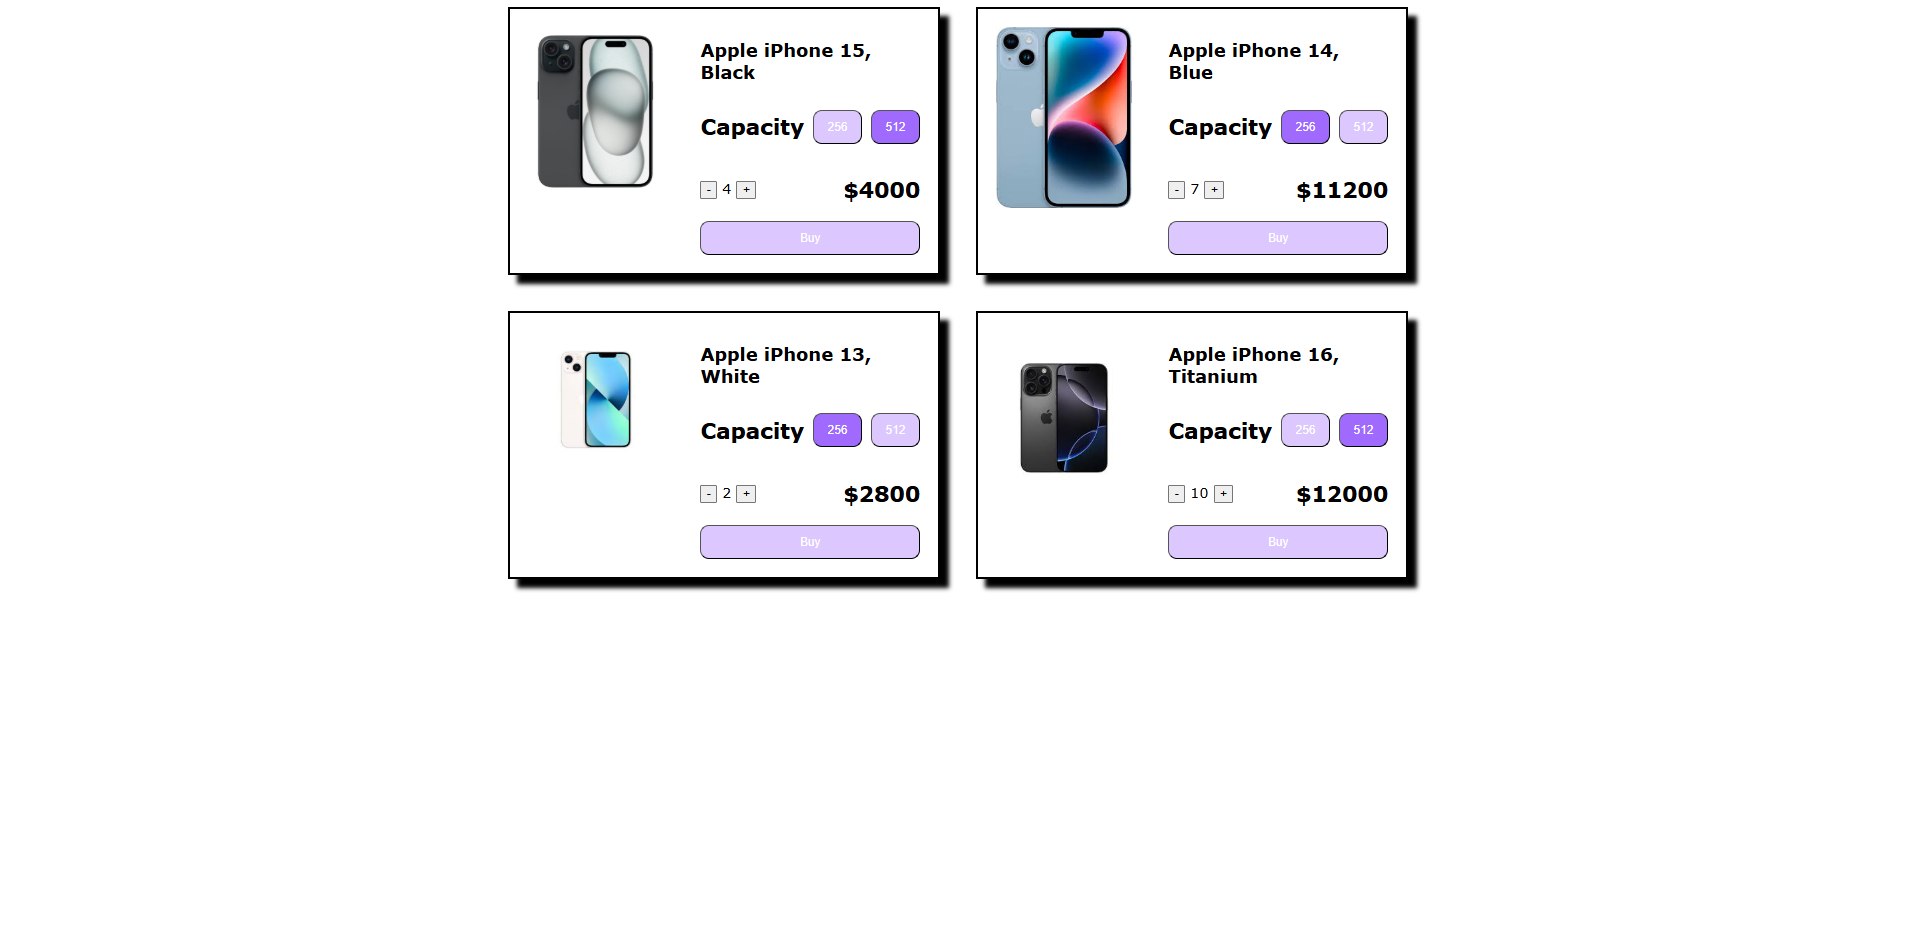 Apple iPhone 15,
Black
Capacity 256 512
- 4 + $4000
Buy
Apple iPhone 14,
Blue
Capacity 256 512
- 7 + $11200
Buy
Apple iPhone 13,
White
Capacity 256 512
- 2 + $2800
Buy
Apple iPhone 16,
Titanium
Capacity 256 512
- 10 + $12000
Buy